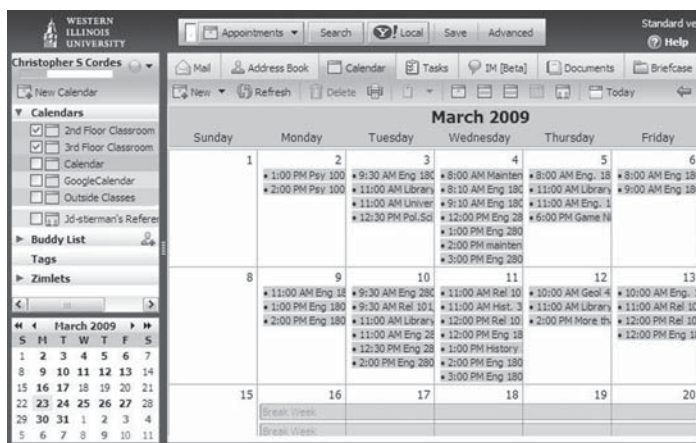 WESTERN
ILLINOIS
UNIVERSITY
Appointments Search Y! Local Save Advanced
Standard ve
Help
Christopher S Cordes
Mail Address Book Calendar Tasks IM [Beta] Documents Briefcase
New Calendar
New Refresh Delete Today
Calendars
2nd Floor Classroom
3rd Floor Classroom
Calendar
GoogleCalendar
Outside Classes
Jd-stierman's Referer
Buddy List
Tags
Zimlets
March 2009
S M T W T F S
1 2 3 4 5 6 7
8 9 10 11 12 13 14
15 16 17 18 19 20 21
22 23 24 25 26 27 28
29 30 31 1 2 3 4
5 6 7 8 9 10 11
March 2009
Sunday Monday Tuesday Wednesday Thursday Friday
1 2 3 4 5 6
• 1:00 PM Psy 100 • 9:30 AM Eng 180 • 8:00 AM Mainten • 8:00 AM Eng. 18 • 8:00 AM Eng 180
• 2:00 PM Psy 100 • 11:00 AM Library • 8:10 AM Eng 180 • 11:00 AM Library • 9:00 AM Eng 180
• 11:00 AM Univer • 9:10 AM Eng 180 • 11:00 AM Eng. 1
• 12:30 PM Pol.Sci • 12:00 PM Eng 28 • 6:00 PM Game Ni
• 1:00 PM Eng 280
• 2:00 PM mainten
• 3:00 PM Eng 280
8 9 10 11 12 13
• 11:00 AM Eng 18 • 9:30 AM Eng 280 • 11:00 AM Rel 10 • 10:00 AM Geol 4 • 10:00 AM Eng.
• 1:00 PM Eng 180 • 9:30 AM Rel 101 • 11:00 AM Hist. 3 • 11:00 AM Library • 11:00 AM Rel 10
• 2:00 PM Eng 180 • 11:00 AM Library • 12:00 PM Rel 10 • 2:00 PM More th • 12:00 PM Rel 10
• 11:00 AM Eng 28 • 12:00 PM Eng 18 • 12:00 PM Eng 1
• 12:30 PM Eng 28 • 1:00 PM History
• 2:00 PM Eng 280 • 2:00 PM Eng 180
• 3:00 PM Eng 180
15 16 17 18 19 20
Break Week
Break Week